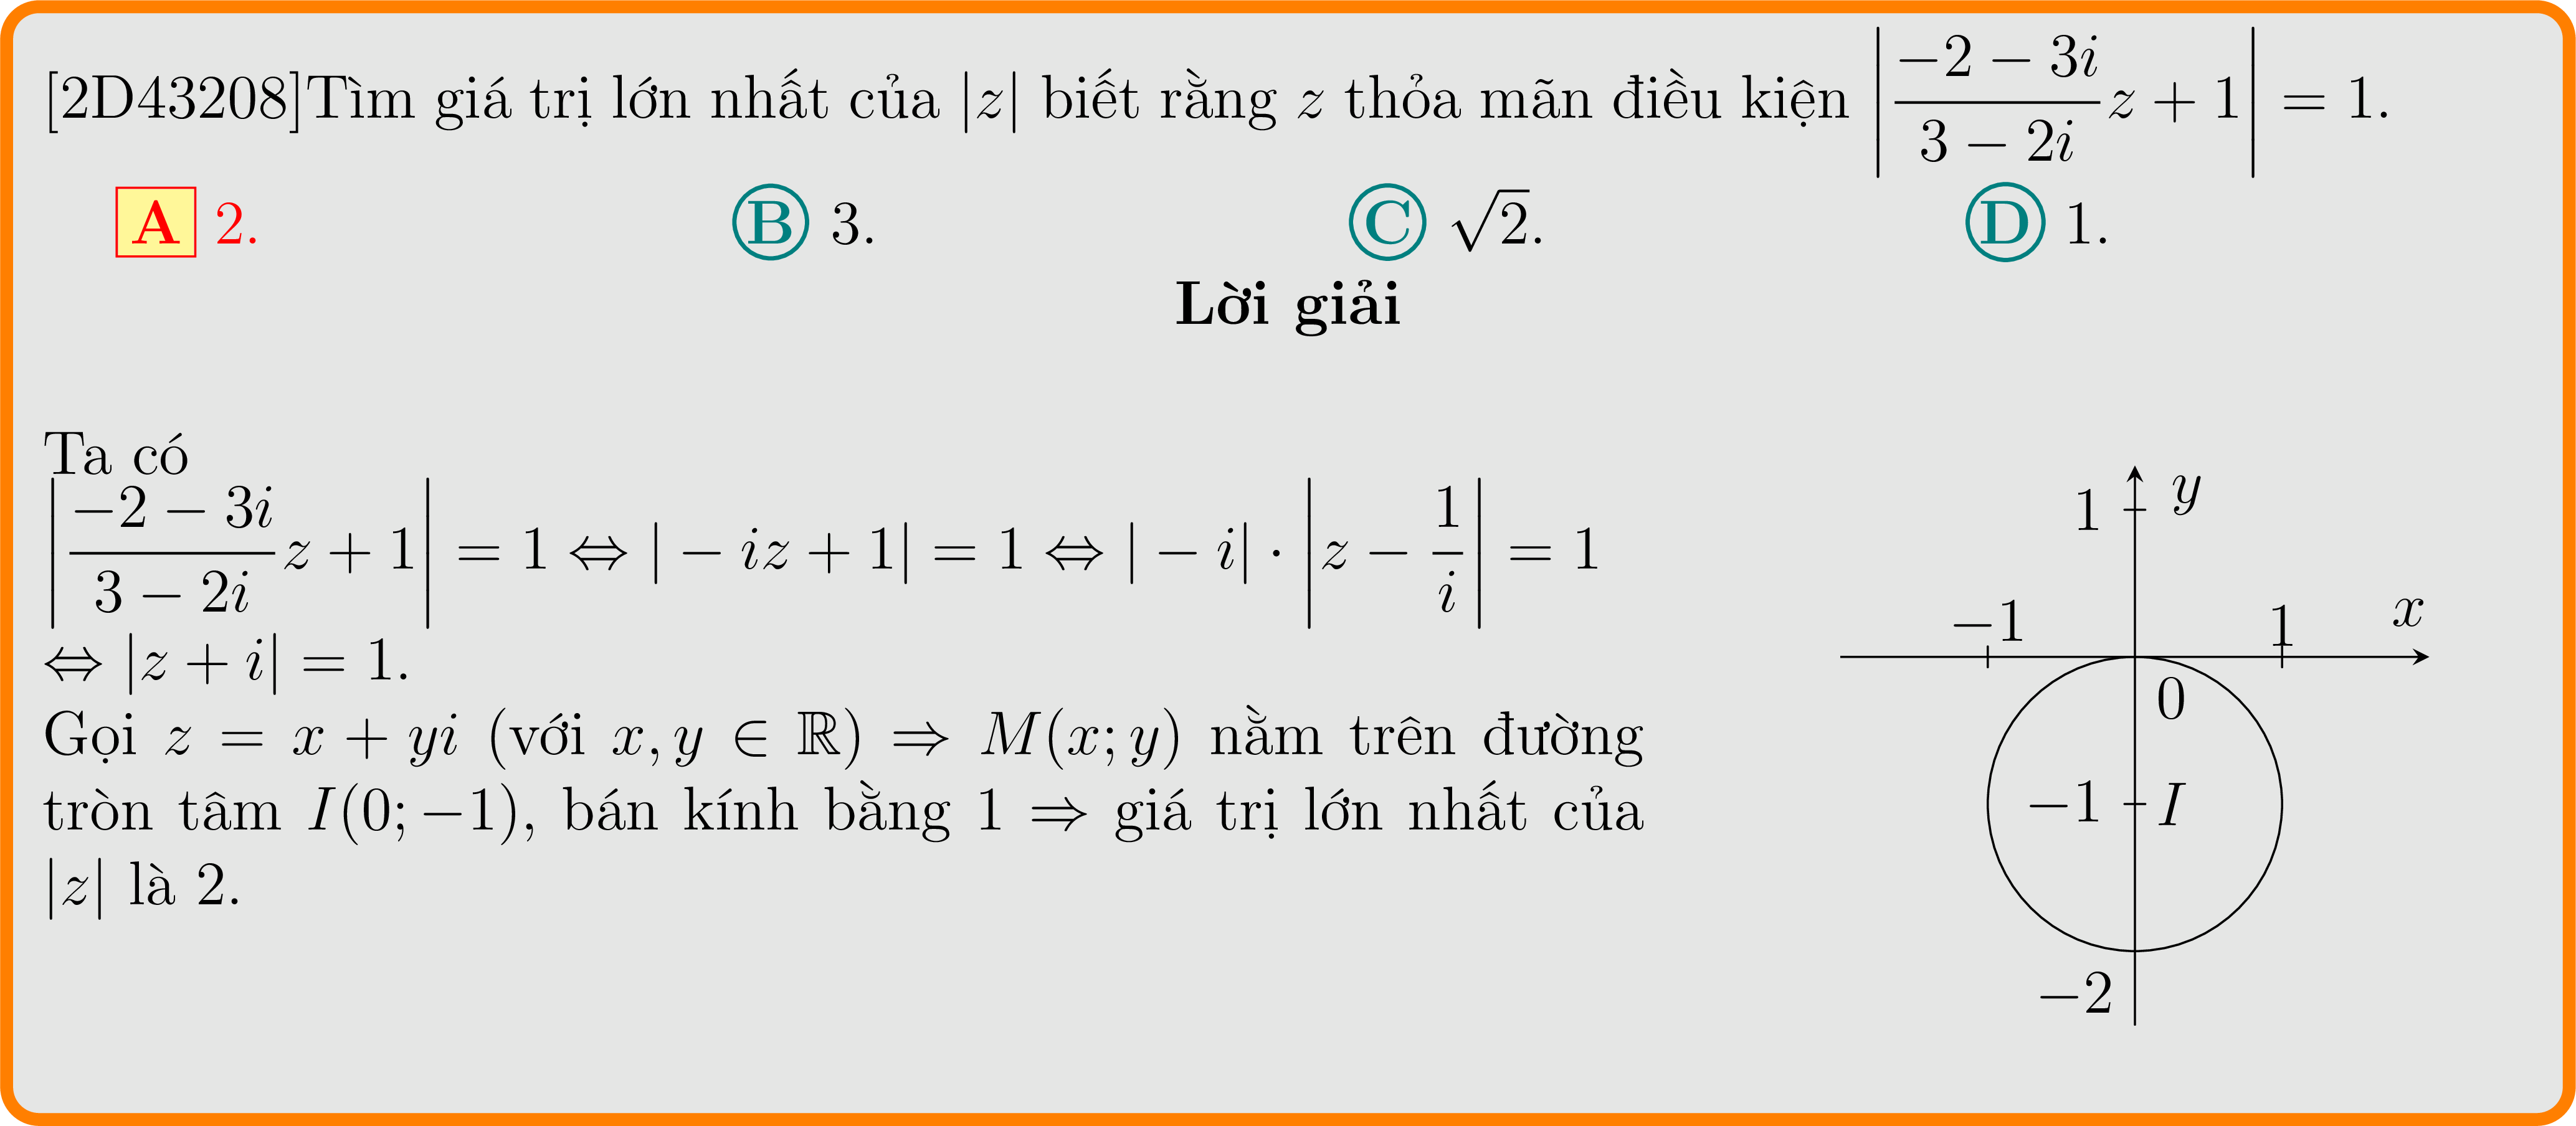 [2D43208]Tìm giá trị lớn nhất của |z| biết rằng z thỏa mãn điều kiện $\left|\dfrac{-2-3i}{3-2i}z+1\right|=1$.
A 2. B 3. C $\sqrt{2}$. D 1.
Lời giải
Ta có
$\left|\dfrac{-2-3i}{3-2i}z+1\right|=1 \Leftrightarrow |-iz+1|=1 \Leftrightarrow |-i|\cdot\left|z-\dfrac{1}{i}\right|=1$
$\Leftrightarrow |z+i|=1.$
Gọi $z = x+yi$ (với $x, y \in \mathbb{R}$) $\Rightarrow M(x;y)$ nằm trên đường
tròn tâm $I(0;-1)$, bán kính bằng 1 $\Rightarrow$ giá trị lớn nhất của
|z| là 2.
y
1
−1
1
x
0
−1
I
−2